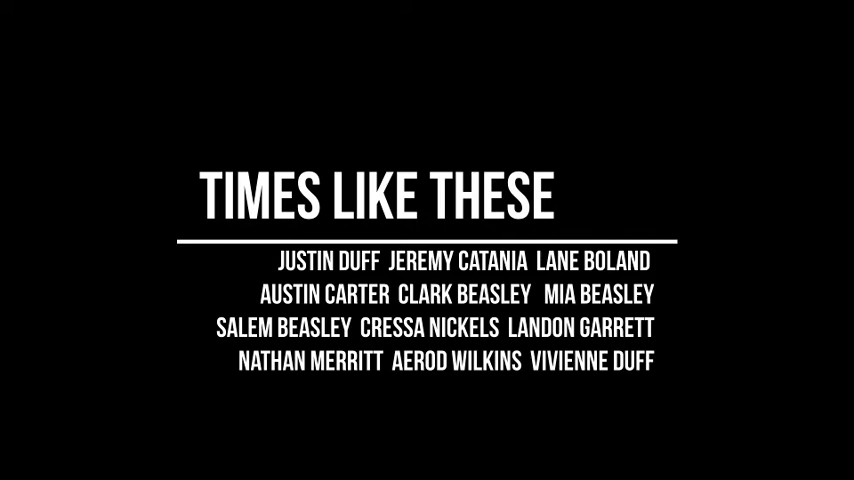 TIMES LIKE THESE
JUSTIN DUFF JEREMY CATANIA LANE BOLAND
AUSTIN CARTER CLARK BEASLEY MIA BEASLEY
SALEM BEASLEY CRESSA NICKELS LANDON GARRETT
NATHAN MERRITT AEROD WILKINS VIVIENNE DUFF